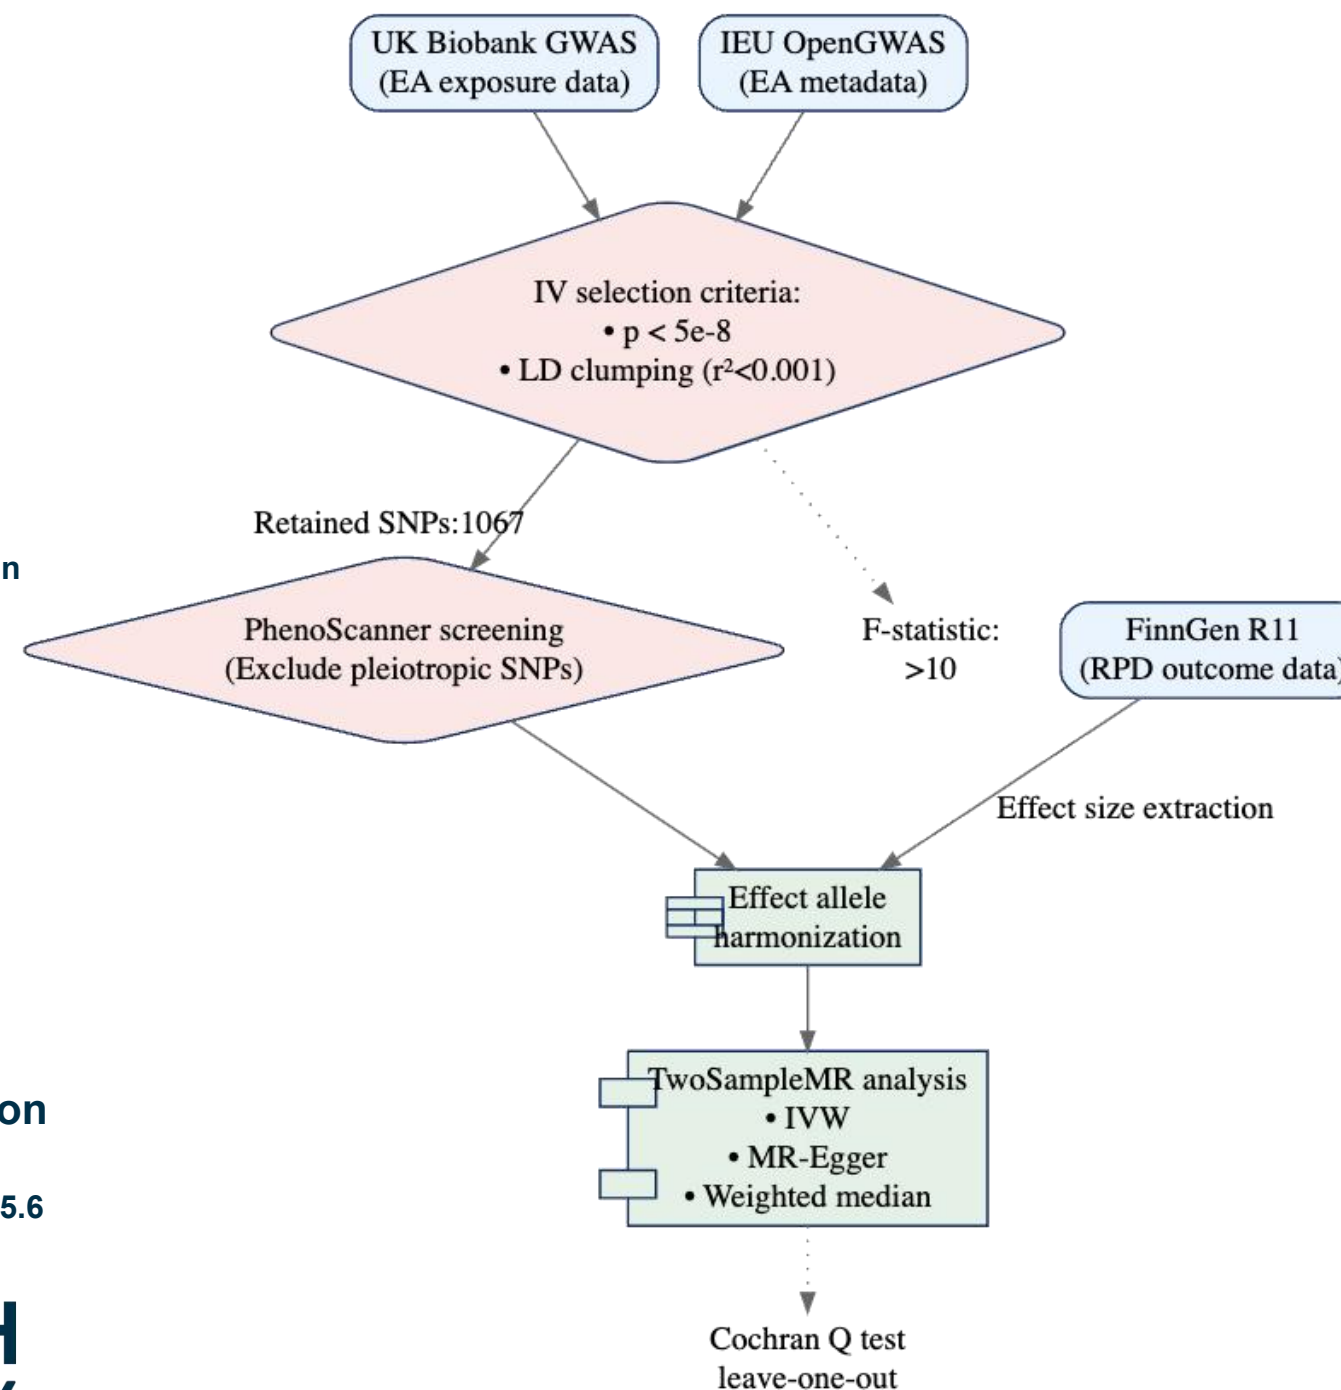 UK Biobank GWAS
(EA exposure data)
IEU OpenGWAS
(EA metadata)
IV selection criteria:
• p < 5e-8
• LD clumping (r²<0.001)
Retained SNPs:1067
n
PhenoScanner screening
(Exclude pleiotropic SNPs)
F-statistic:
>10
FinnGen R11
(RPD outcome data)
Effect size extraction
Effect allele
harmonization
TwoSampleMR analysis
• IVW
• MR-Egger
• Weighted median
on
5.6
H
Cochran Q test
leave-one-out